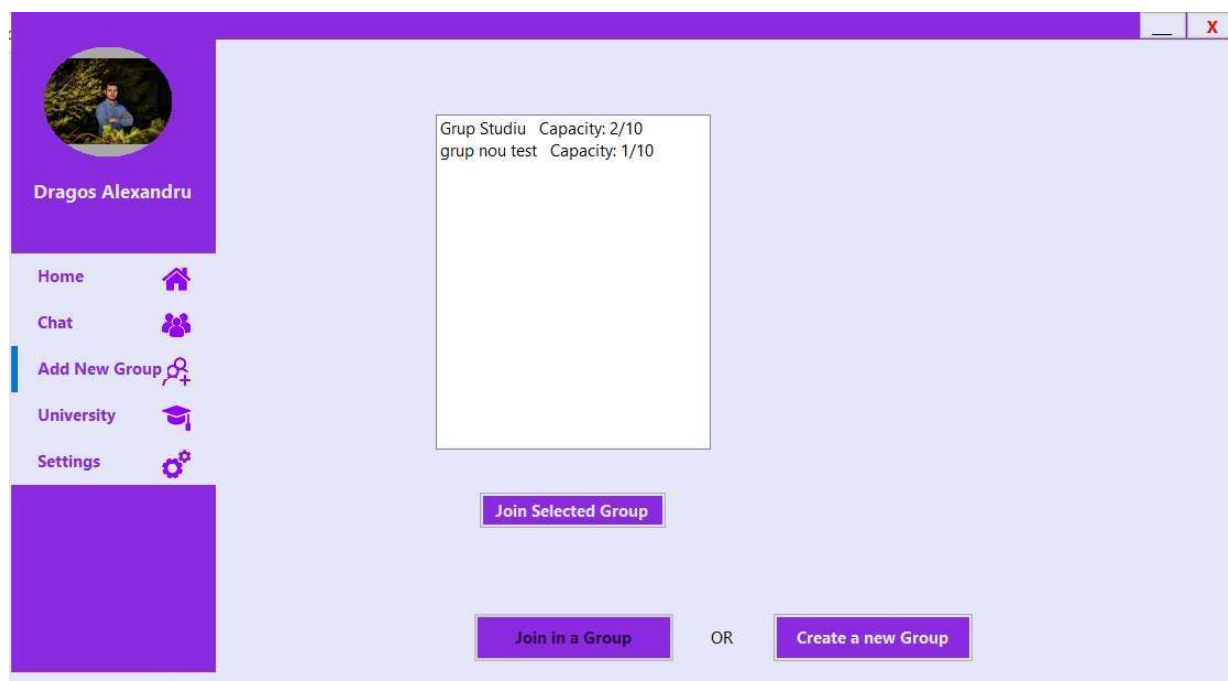 X
Dragos Alexandru
Home
Chat
Add New Group
University
Settings
Grup Studiu Capacity: 2/10
grup nou test Capacity: 1/10
Join Selected Group
Join in a Group
OR
Create a new Group